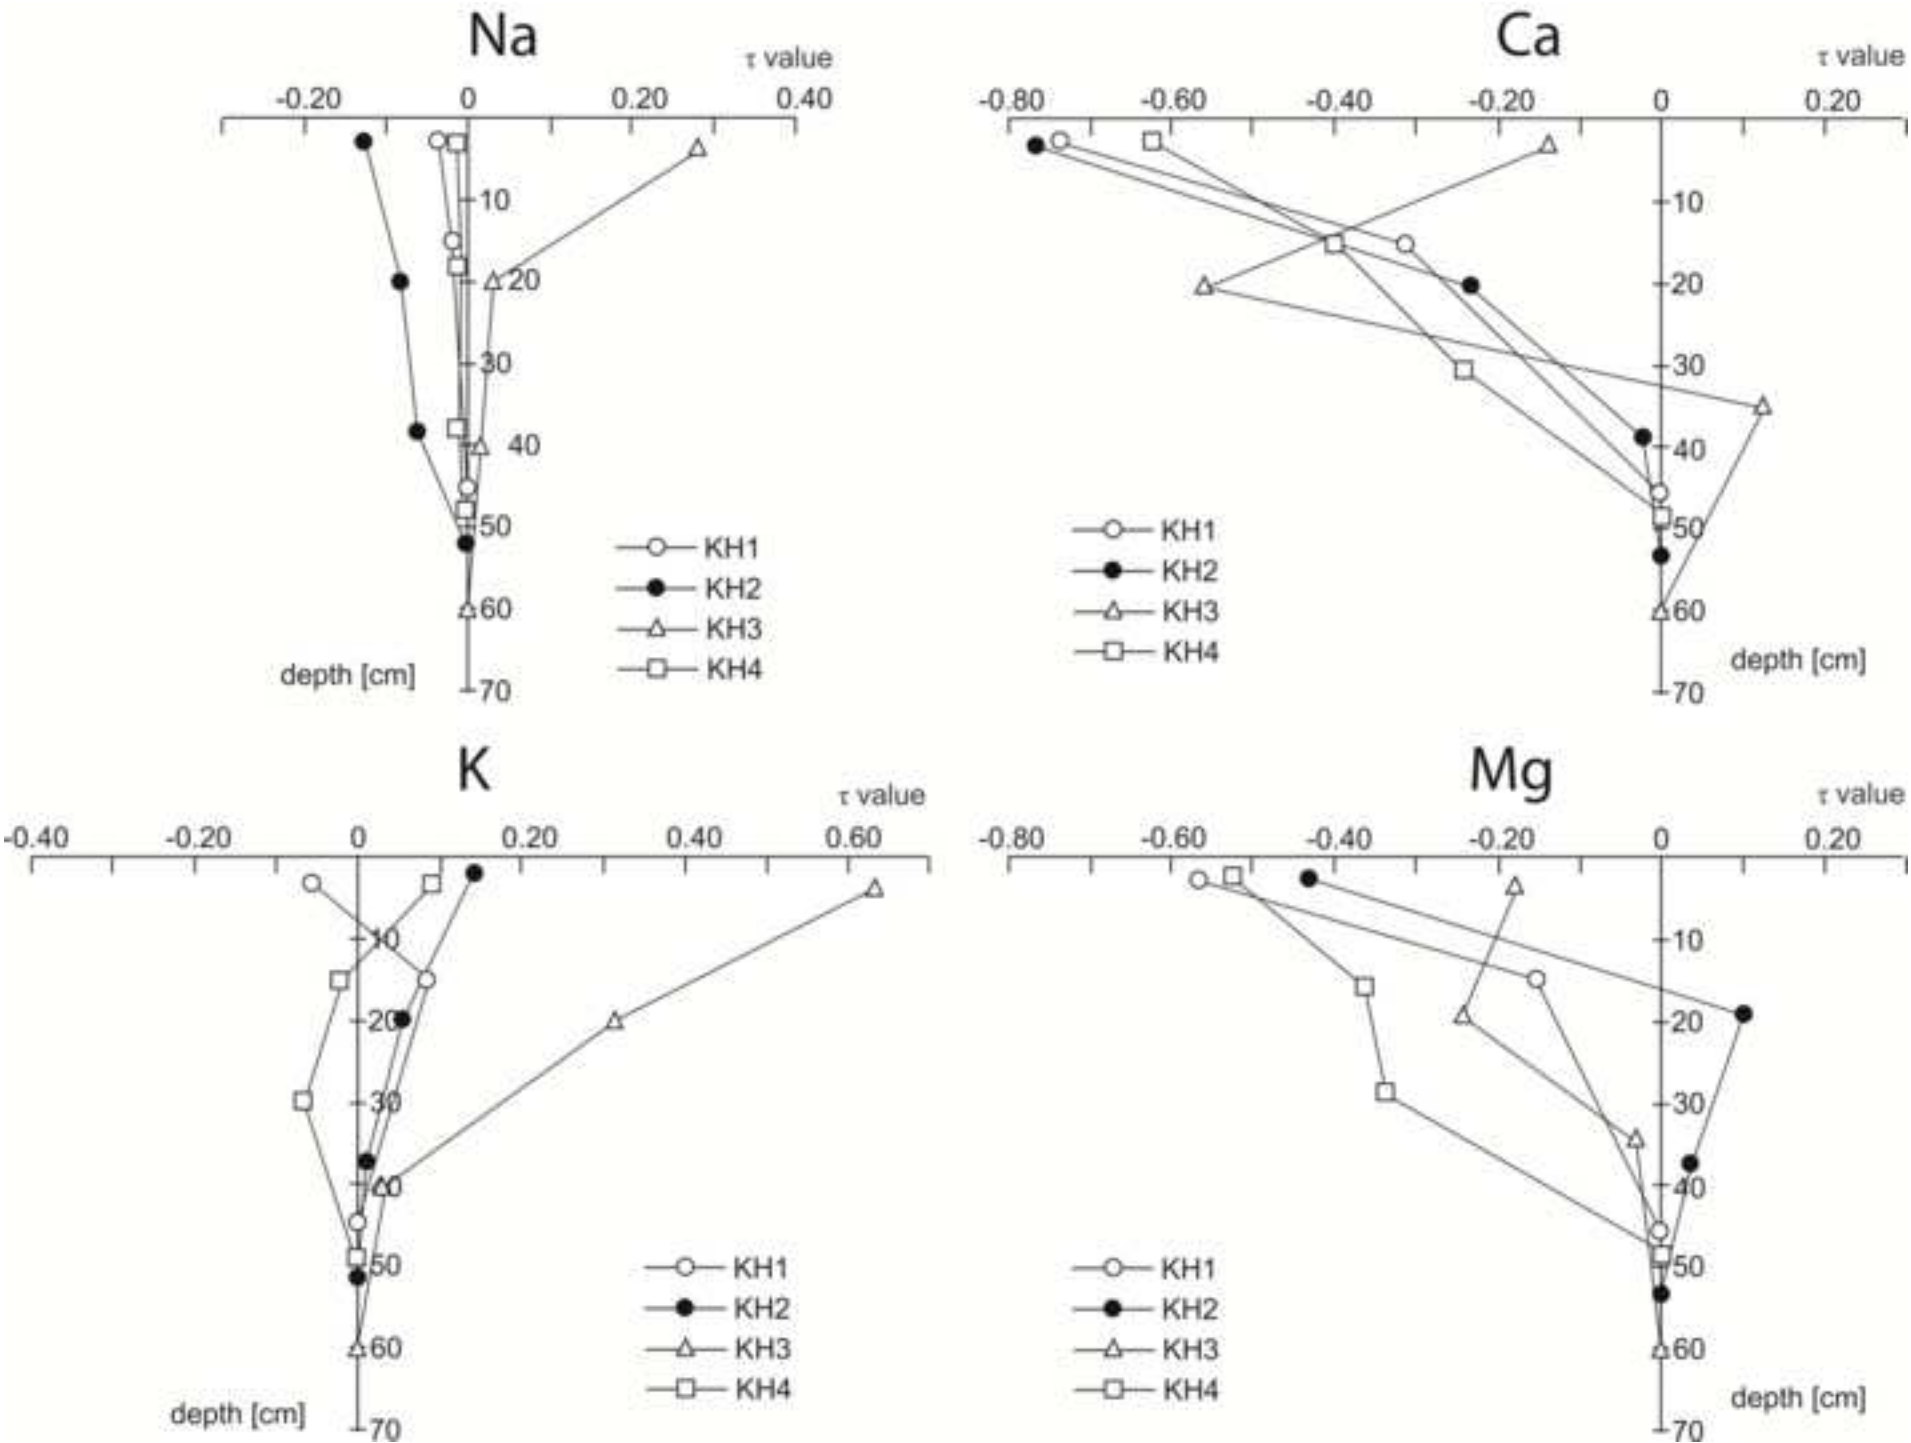 Na
τ value
-0.20 0 0.20 0.40
10
20
30
40
50
60
70
KH1
KH2
KH3
KH4
depth [cm]
Ca
τ value
-0.80 -0.60 -0.40 -0.20 0 0.20
10
20
30
40
50
60
70
KH1
KH2
KH3
KH4
depth [cm]
K
τ value
-0.40 -0.20 0 0.20 0.40 0.60
10
20
30
40
50
60
70
KH1
KH2
KH3
KH4
depth [cm]
Mg
τ value
-0.80 -0.60 -0.40 -0.20 0 0.20
10
20
30
40
50
60
70
KH1
KH2
KH3
KH4
depth [cm]